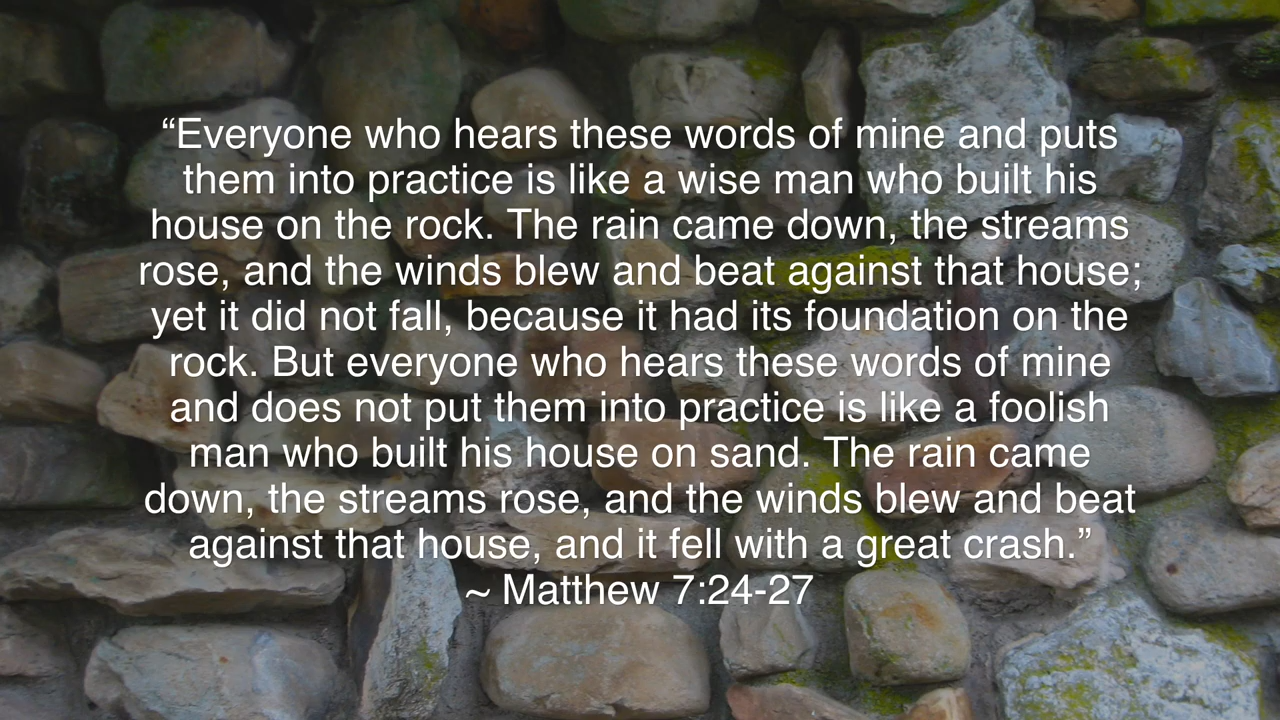 “Everyone who hears these words of mine and puts
them into practice is like a wise man who built his
house on the rock. The rain came down, the streams
rose, and the winds blew and beat against that house;
yet it did not fall, because it had its foundation on the
rock. But everyone who hears these words of mine
and does not put them into practice is like a foolish
man who built his house on sand. The rain came
down, the streams rose, and the winds blew and beat
against that house, and it fell with a great crash.”
~ Matthew 7:24-27